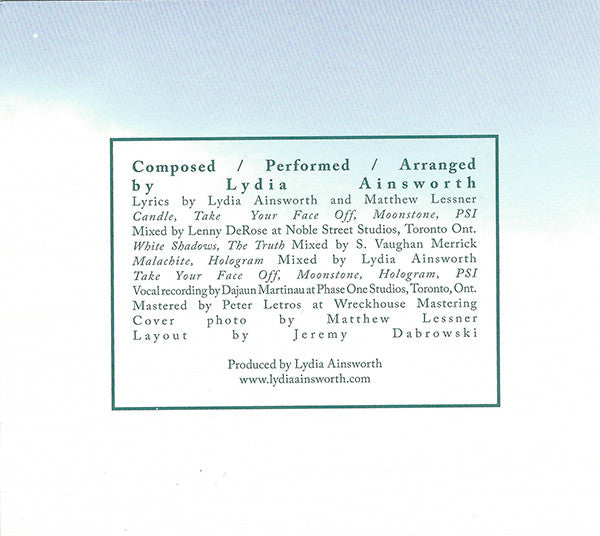 Composed / Performed / Arranged
by Lydia Ainsworth
Lyrics by Lydia Ainsworth and Matthew Lessner
Candle, Take Your Face Off, Moonstone, PSI
Mixed by Lenny DeRose at Noble Street Studios, Toronto Ont.
White Shadows, The Truth Mixed by S. Vaughan Merrick
Malachite, Hologram Mixed by Lydia Ainsworth
Take Your Face Off, Moonstone, Hologram, PSI
Vocal recording by Dajaun Martinau at Phase One Studios, Toronto, Ont.
Mastered by Peter Letros at Wreckhouse Mastering
Cover photo by Matthew Lessner
Layout by Jeremy Dabrowski
Produced by Lydia Ainsworth
www.lydiaainsworth.com